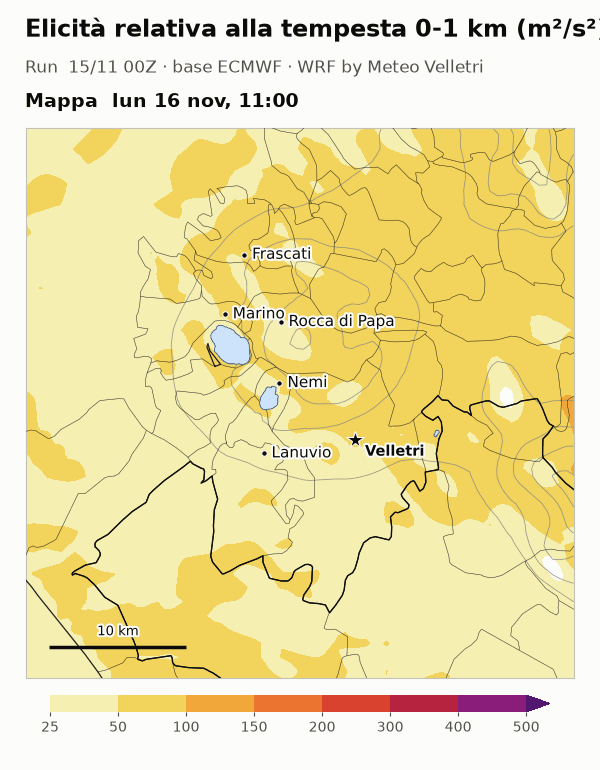 Elicità relativa alla tempesta 0-1 km (m²/s²)
Run  15/11 00Z · base ECMWF · WRF by Meteo Velletri
Mappa  lun 16 nov, 11:00
Frascati
Marino
Rocca di Papa
Nemi
Velletri
Lanuvio
10 km
25 50 100 150 200 300 400 500